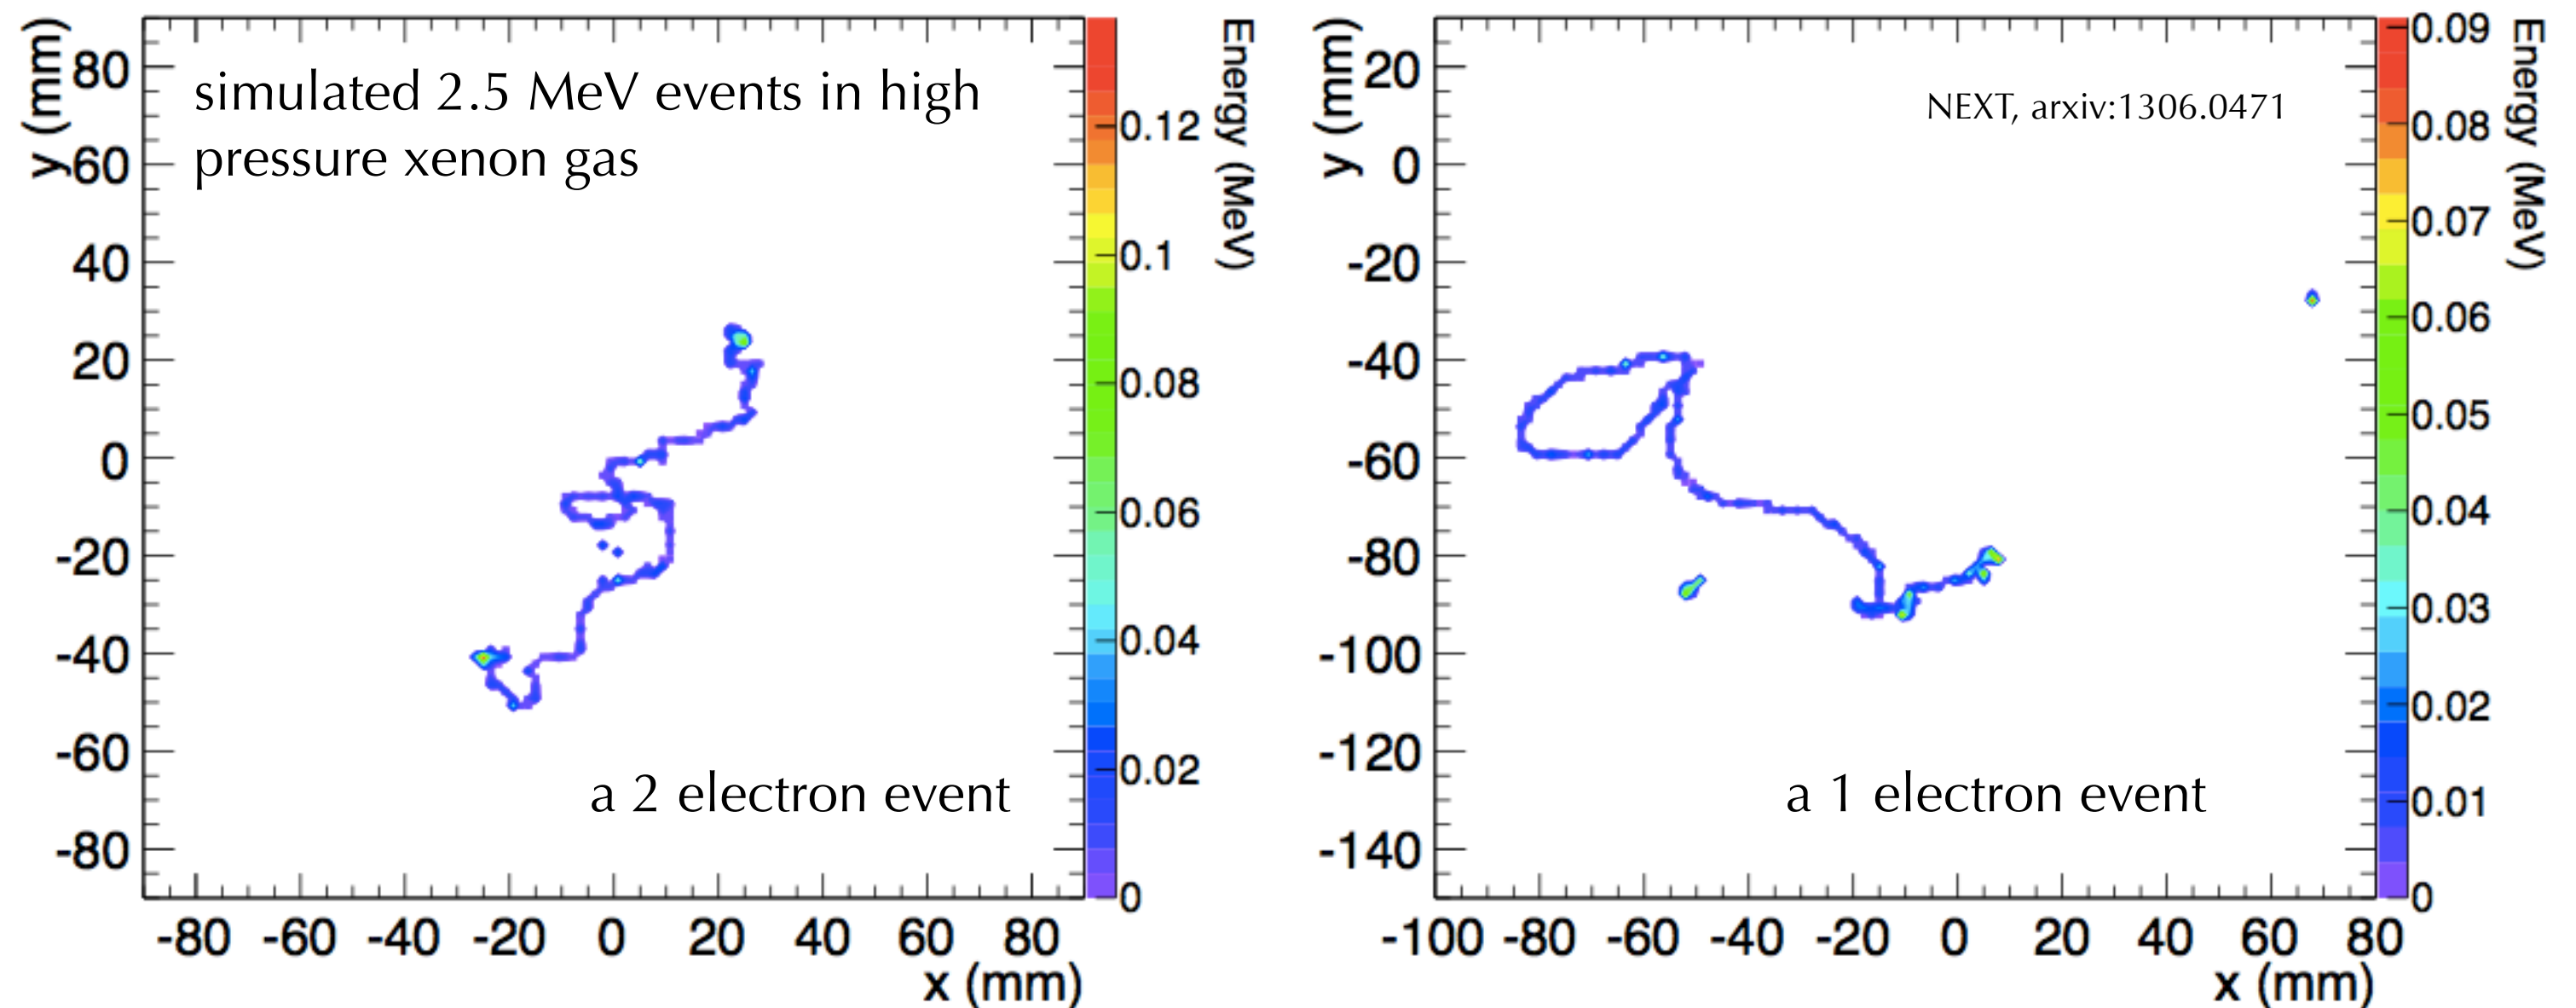 simulated 2.5 MeV events in high
pressure xenon gas
a 2 electron event
y (mm)
80
60
40
20
0
-20
-40
-60
-80
-80 -60 -40 -20 0 20 40 60 80
x (mm)
Energy (MeV)
0.12
0.1
0.08
0.06
0.04
0.02
0
NEXT, arxiv:1306.0471
a 1 electron event
y (mm)
20
0
-20
-40
-60
-80
-100
-120
-140
-100 -80 -60 -40 -20 0 20 40 60 80
x (mm)
Energy (MeV)
0.09
0.08
0.07
0.06
0.05
0.04
0.03
0.02
0.01
0